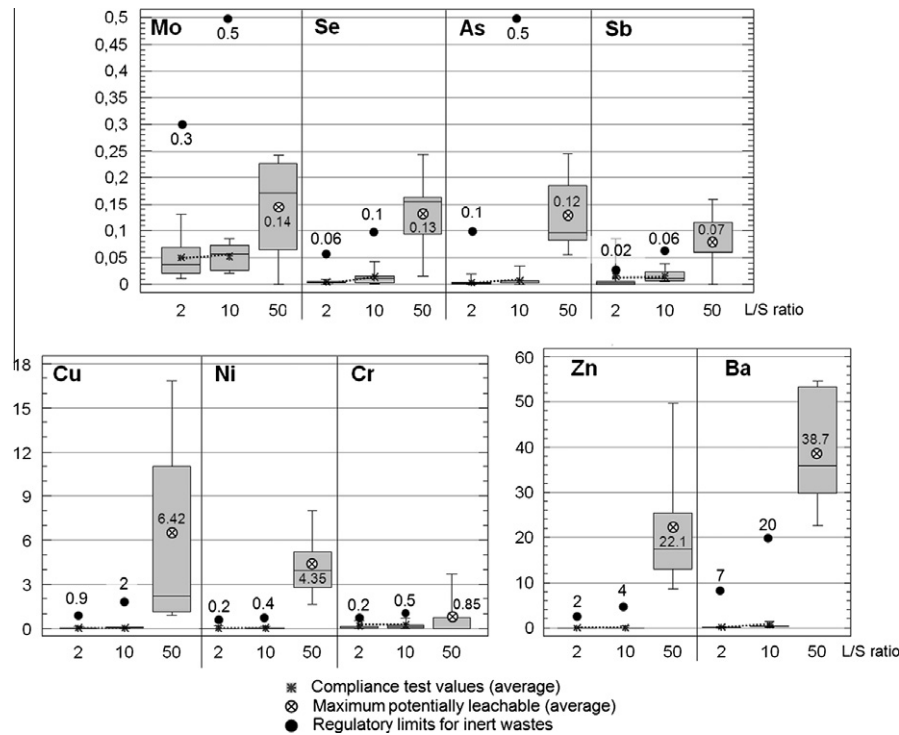 Mo Se As Sb
0,5 0.5 0.5
0,45
0,4
0,35
0,3 0.3
0,25
0,2
0,15 0.14 0.13 0.12
0,1 0.06 0.1 0.1 0.02 0.06 0.07
0,05
0
2 10 50 2 10 50 2 10 50 2 10 50 L/S ratio
Cu Ni Cr
18
15
12
9
6 6.42
3 0.9 2 0.2 0.4 4.35 0.2 0.5 0.85
0
2 10 50 2 10 50 2 10 50
Zn Ba
60
50
40 38.7
30
20 22.1 20
10 2 4 7
0
2 10 50 2 10 50 L/S ratio
Compliance test values (average)
Maximum potentially leachable (average)
Regulatory limits for inert wastes